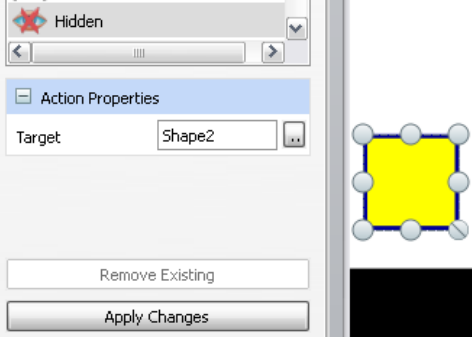 Hidden
Action Properties
Target Shape2 ..
Remove Existing
Apply Changes